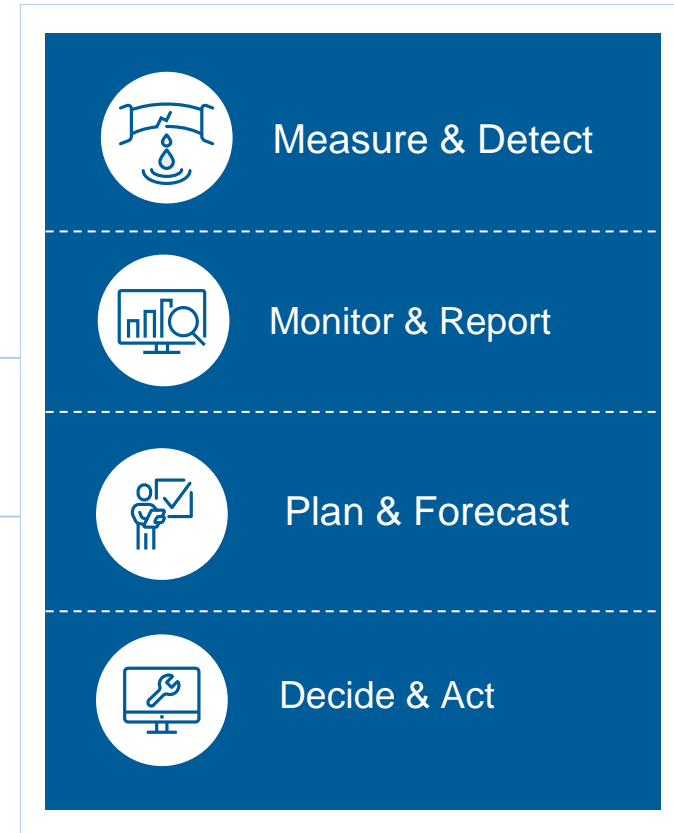 Measure & Detect
Monitor & Report
Plan & Forecast
Decide & Act